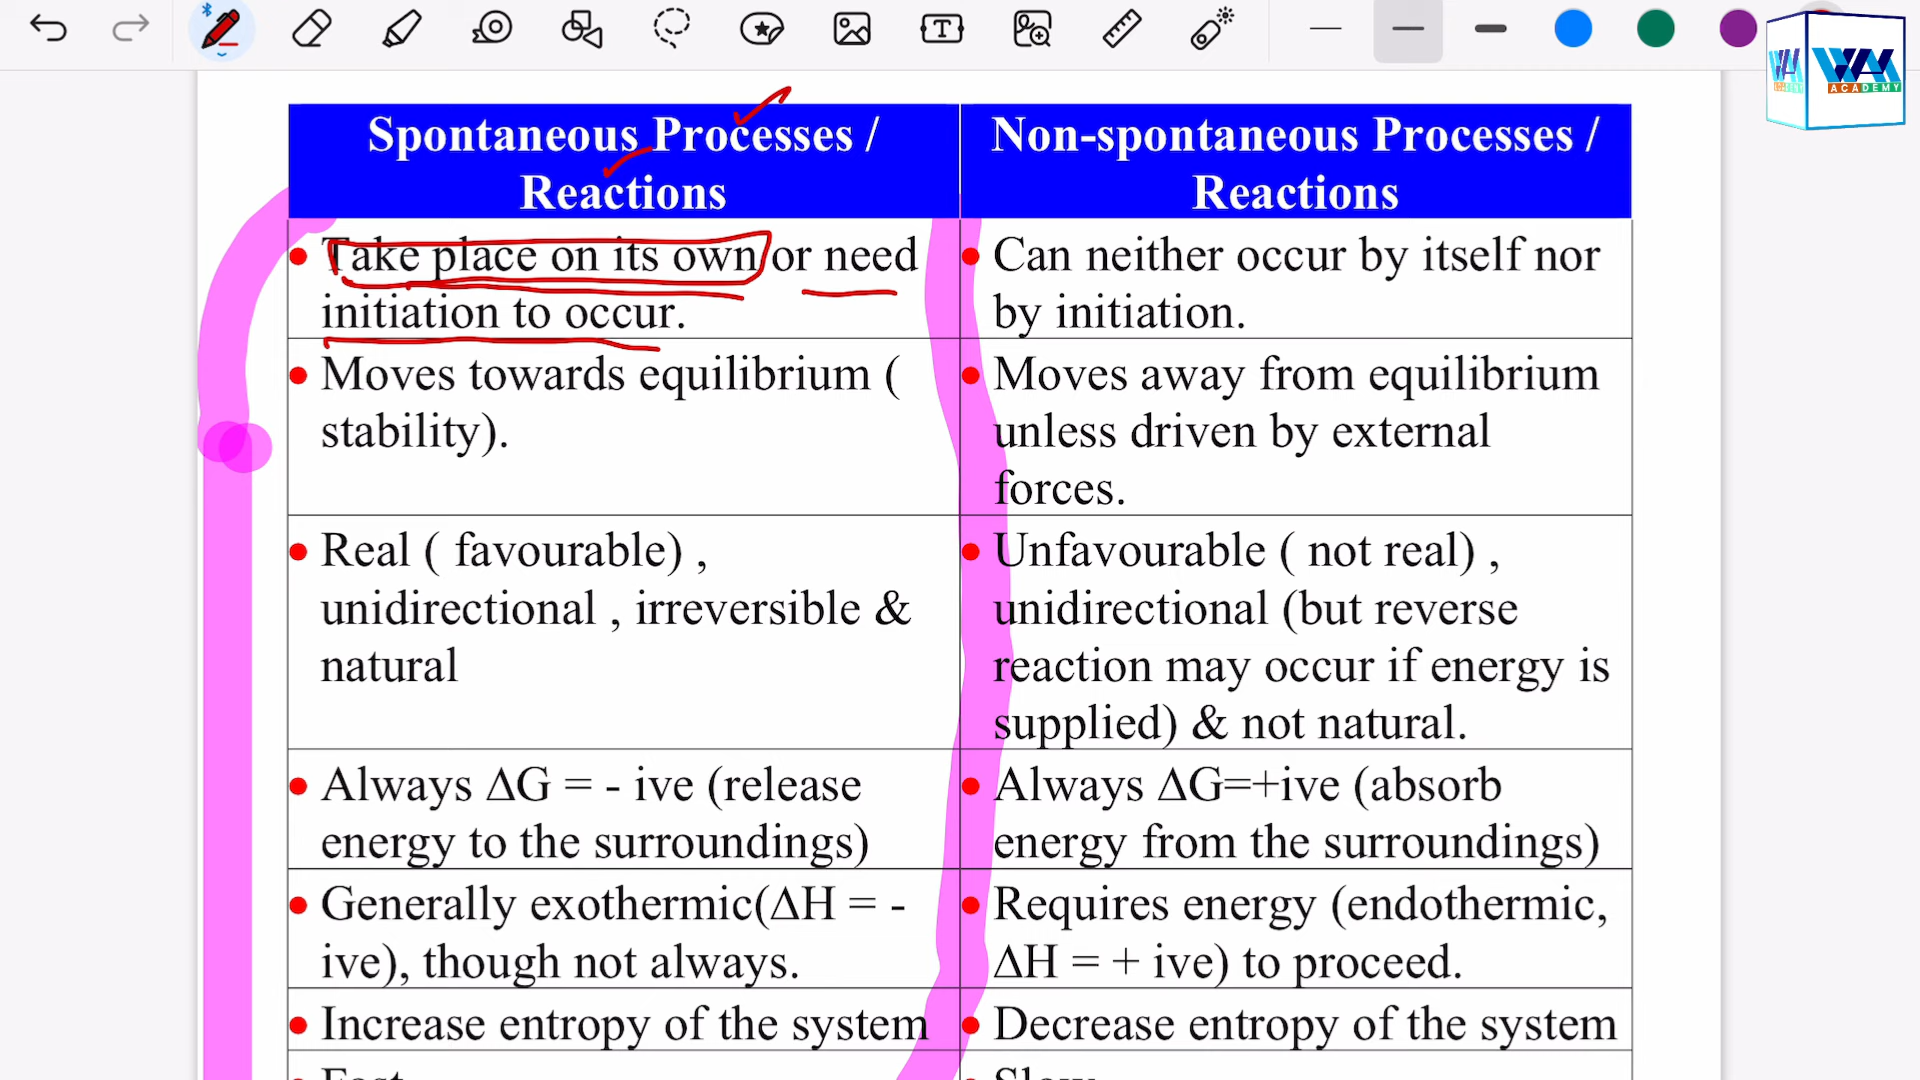 WM
WM
ACADEMY
Spontaneous Processes /
Reactions
Non-spontaneous Processes /
Reactions
• Take place on its own or need
initiation to occur.
• Can neither occur by itself nor
by initiation.
• Moves towards equilibrium (
stability).
• Moves away from equilibrium
unless driven by external
forces.
• Real ( favourable) ,
unidirectional , irreversible &
natural
• Unfavourable ( not real) ,
unidirectional (but reverse
reaction may occur if energy is
supplied) & not natural.
• Always ΔG = - ive (release
energy to the surroundings)
• Always ΔG=+ive (absorb
energy from the surroundings)
• Generally exothermic(ΔH = -
ive), though not always.
• Requires energy (endothermic,
ΔH = + ive) to proceed.
• Increase entropy of the system
• Decrease entropy of the system
• Fast
• Slow